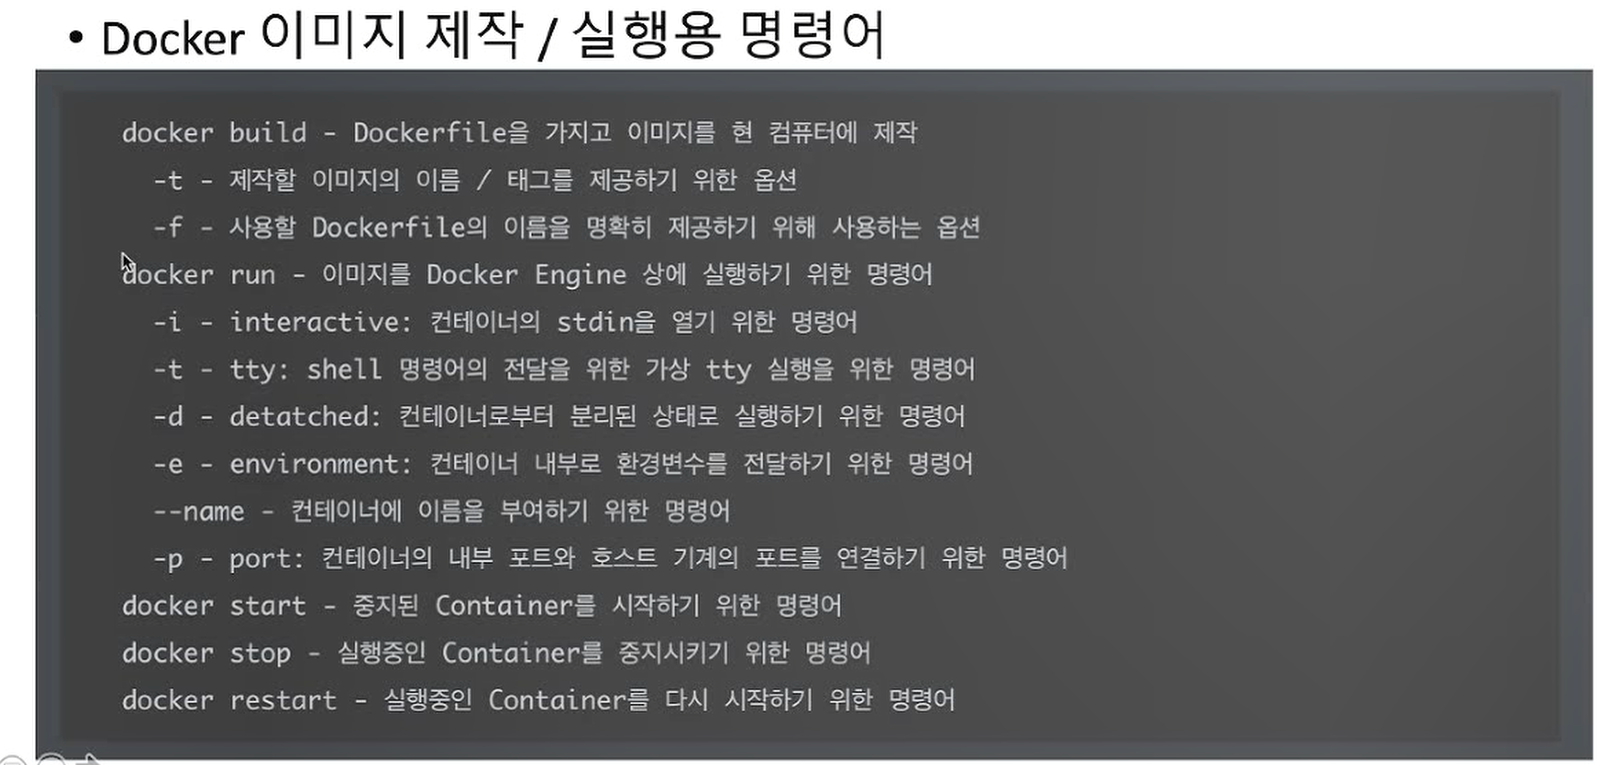 • Docker 이미지 제작 / 실행용 명령어
docker build - Dockerfile을 가지고 이미지를 현 컴퓨터에 제작
-t - 제작할 이미지의 이름 / 태그를 제공하기 위한 옵션
-f - 사용할 Dockerfile의 이름을 명확히 제공하기 위해 사용하는 옵션
docker run - 이미지를 Docker Engine 상에 실행하기 위한 명령어
-i - interactive: 컨테이너의 stdin을 열기 위한 명령어
-t - tty: shell 명령어의 전달을 위한 가상 tty 실행을 위한 명령어
-d - detatched: 컨테이너로부터 분리된 상태로 실행하기 위한 명령어
-e - environment: 컨테이너 내부로 환경변수를 전달하기 위한 명령어
--name - 컨테이너에 이름을 부여하기 위한 명령어
-p - port: 컨테이너의 내부 포트와 호스트 기계의 포트를 연결하기 위한 명령어
docker start - 중지된 Container를 시작하기 위한 명령어
docker stop - 실행중인 Container를 중지시키기 위한 명령어
docker restart - 실행중인 Container를 다시 시작하기 위한 명령어